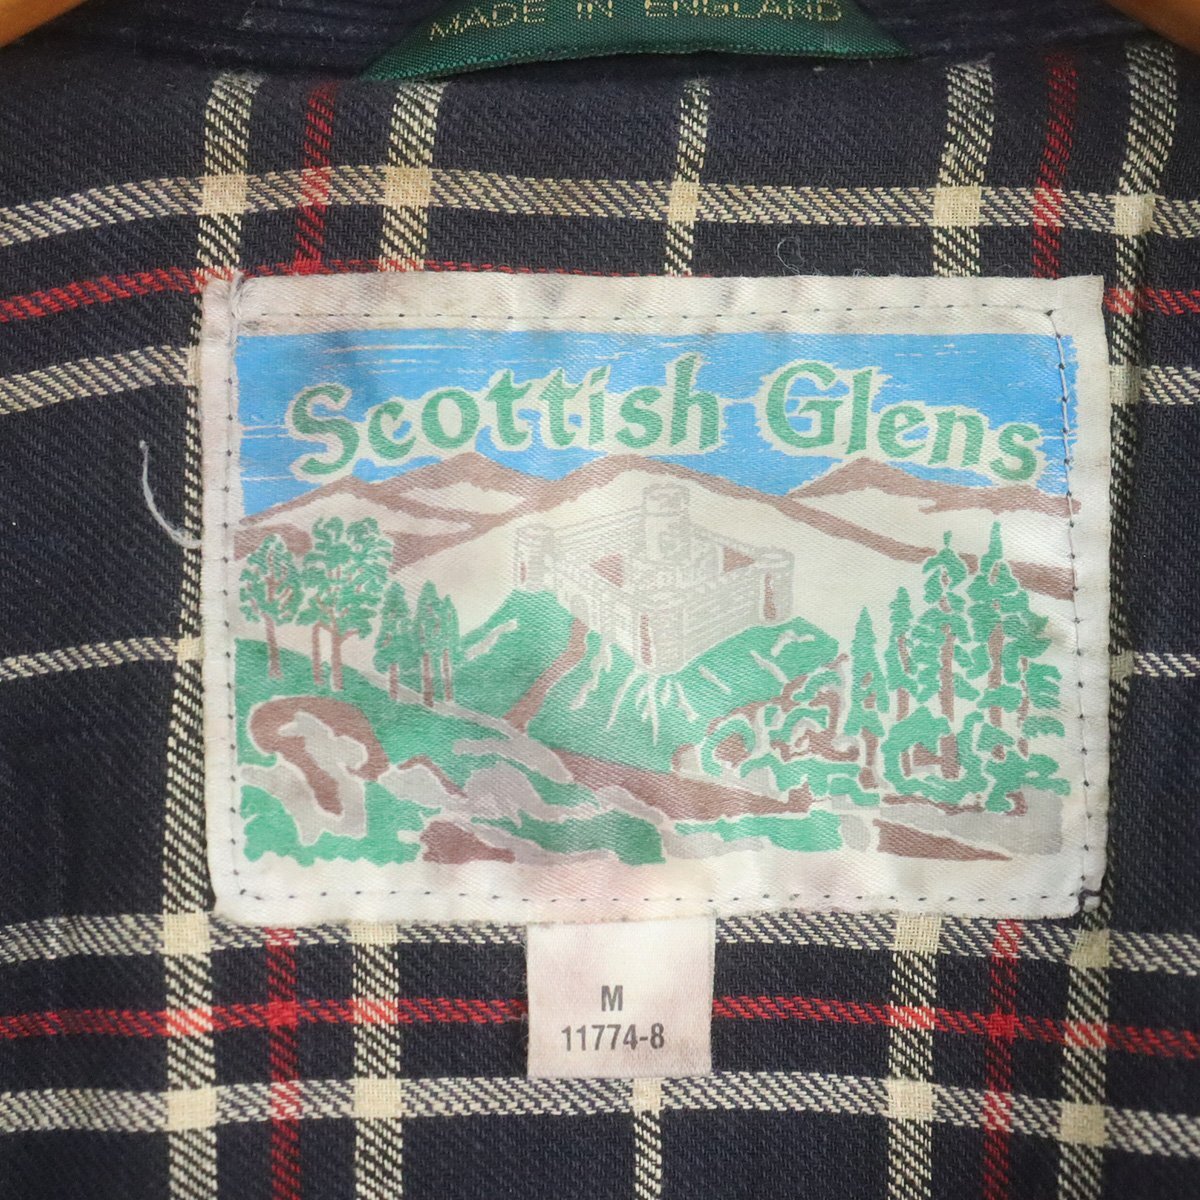 MADE IN ENGLAND
Scottish Glens
M
11774-8